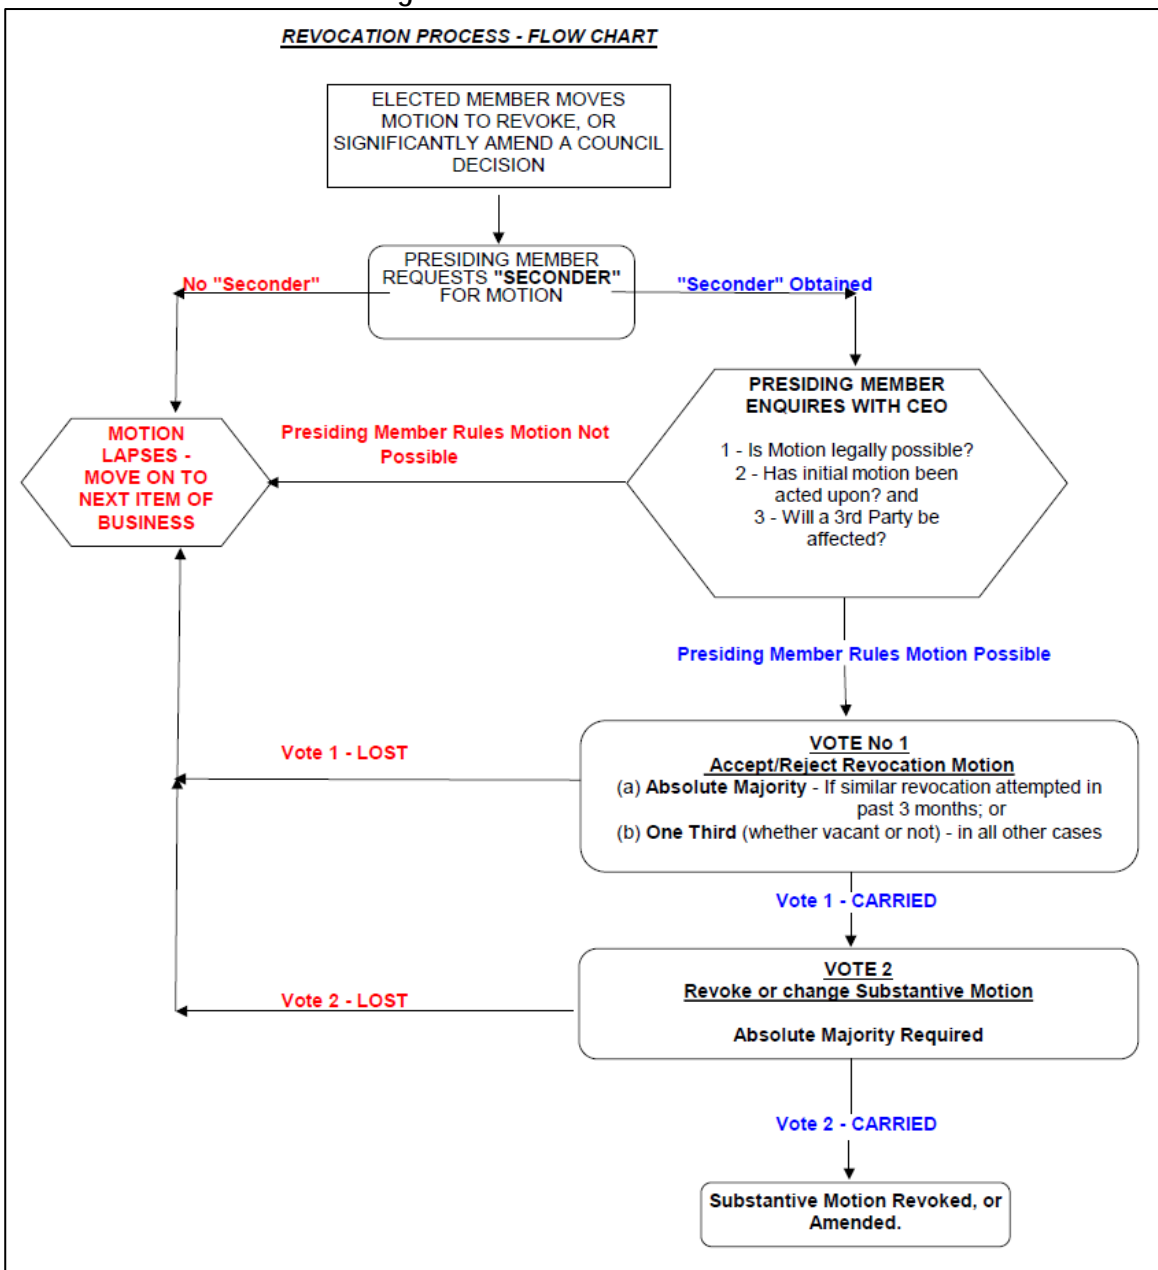 REVOCATION PROCESS - FLOW CHART
ELECTED MEMBER MOVES
MOTION TO REVOKE, OR
SIGNIFICANTLY AMEND A COUNCIL
DECISION
PRESIDING MEMBER
REQUESTS "SECONDER"
FOR MOTION
No "Seconder"
"Seconder" Obtained
PRESIDING MEMBER
ENQUIRES WITH CEO
1 - Is Motion legally possible?
2 - Has initial motion been
acted upon? and
3 - Will a 3rd Party be
affected?
Presiding Member Rules Motion Not
Possible
MOTION
LAPSES -
MOVE ON TO
NEXT ITEM OF
BUSINESS
Presiding Member Rules Motion Possible
VOTE No 1
Accept/Reject Revocation Motion
(a) Absolute Majority - If similar revocation attempted in
past 3 months; or
(b) One Third (whether vacant or not) - in all other cases
Vote 1 - LOST
Vote 1 - CARRIED
VOTE 2
Revoke or change Substantive Motion
Absolute Majority Required
Vote 2 - LOST
Vote 2 - CARRIED
Substantive Motion Revoked, or
Amended.